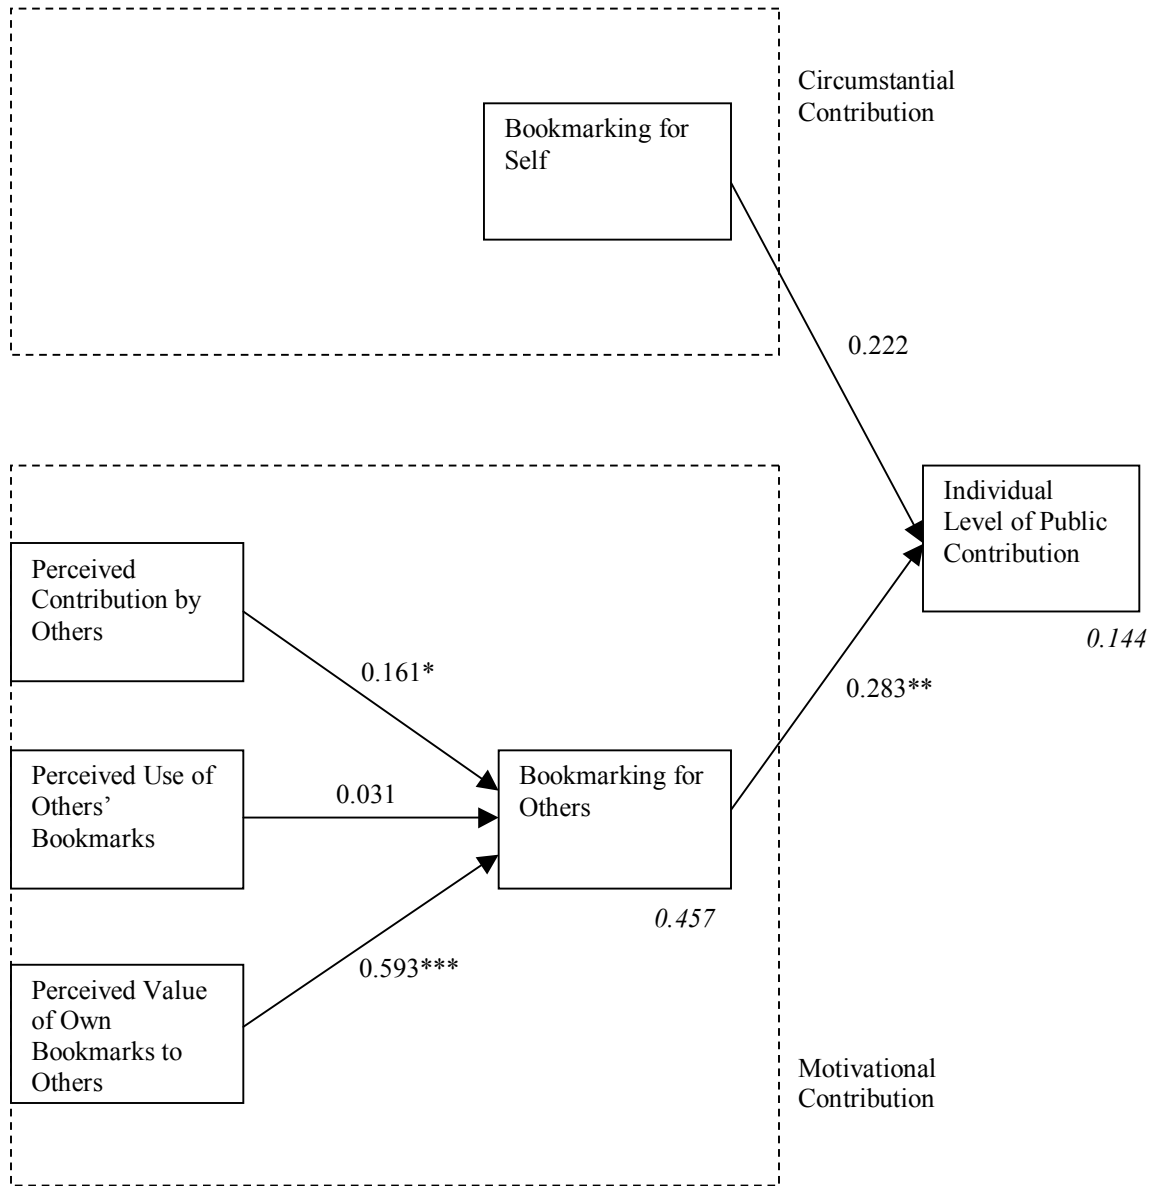 Circumstantial
Contribution
Bookmarking for
Self
0.222
Individual
Level of Public
Contribution
0.144
Perceived
Contribution by
Others
0.161*
0.283**
Perceived Use of
Others’
Bookmarks
0.031
Bookmarking for
Others
0.457
0.593***
Perceived Value
of Own
Bookmarks to
Others
Motivational
Contribution